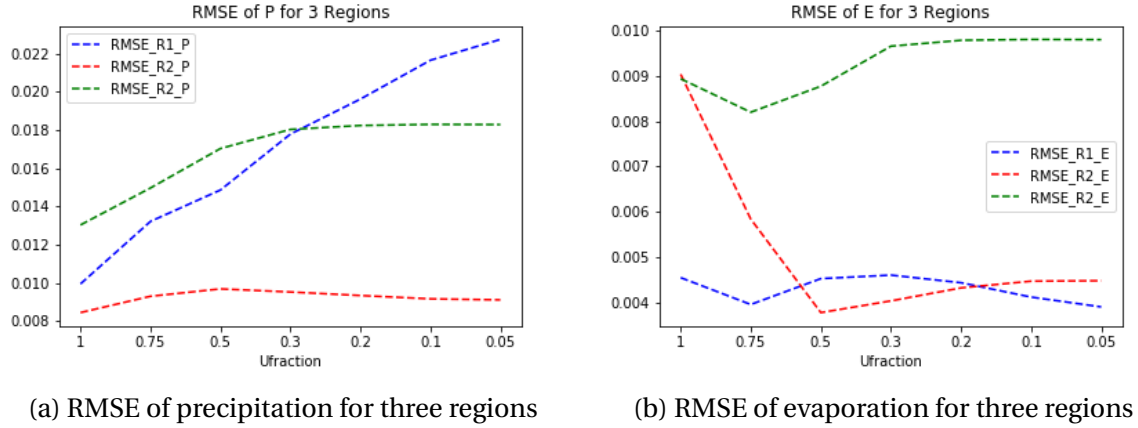 RMSE of P for 3 Regions
RMSE_R1_P
RMSE_R2_P
RMSE_R2_P
0.022
0.020
0.018
0.016
0.014
0.012
0.010
0.008
1 0.75 0.5 0.3 0.2 0.1 0.05
Ufraction
(a) RMSE of precipitation for three regions
RMSE of E for 3 Regions
0.010
0.009
0.008
0.007
0.006
0.005
0.004
RMSE_R1_E
RMSE_R2_E
RMSE_R2_E
1 0.75 0.5 0.3 0.2 0.1 0.05
Ufraction
(b) RMSE of evaporation for three regions